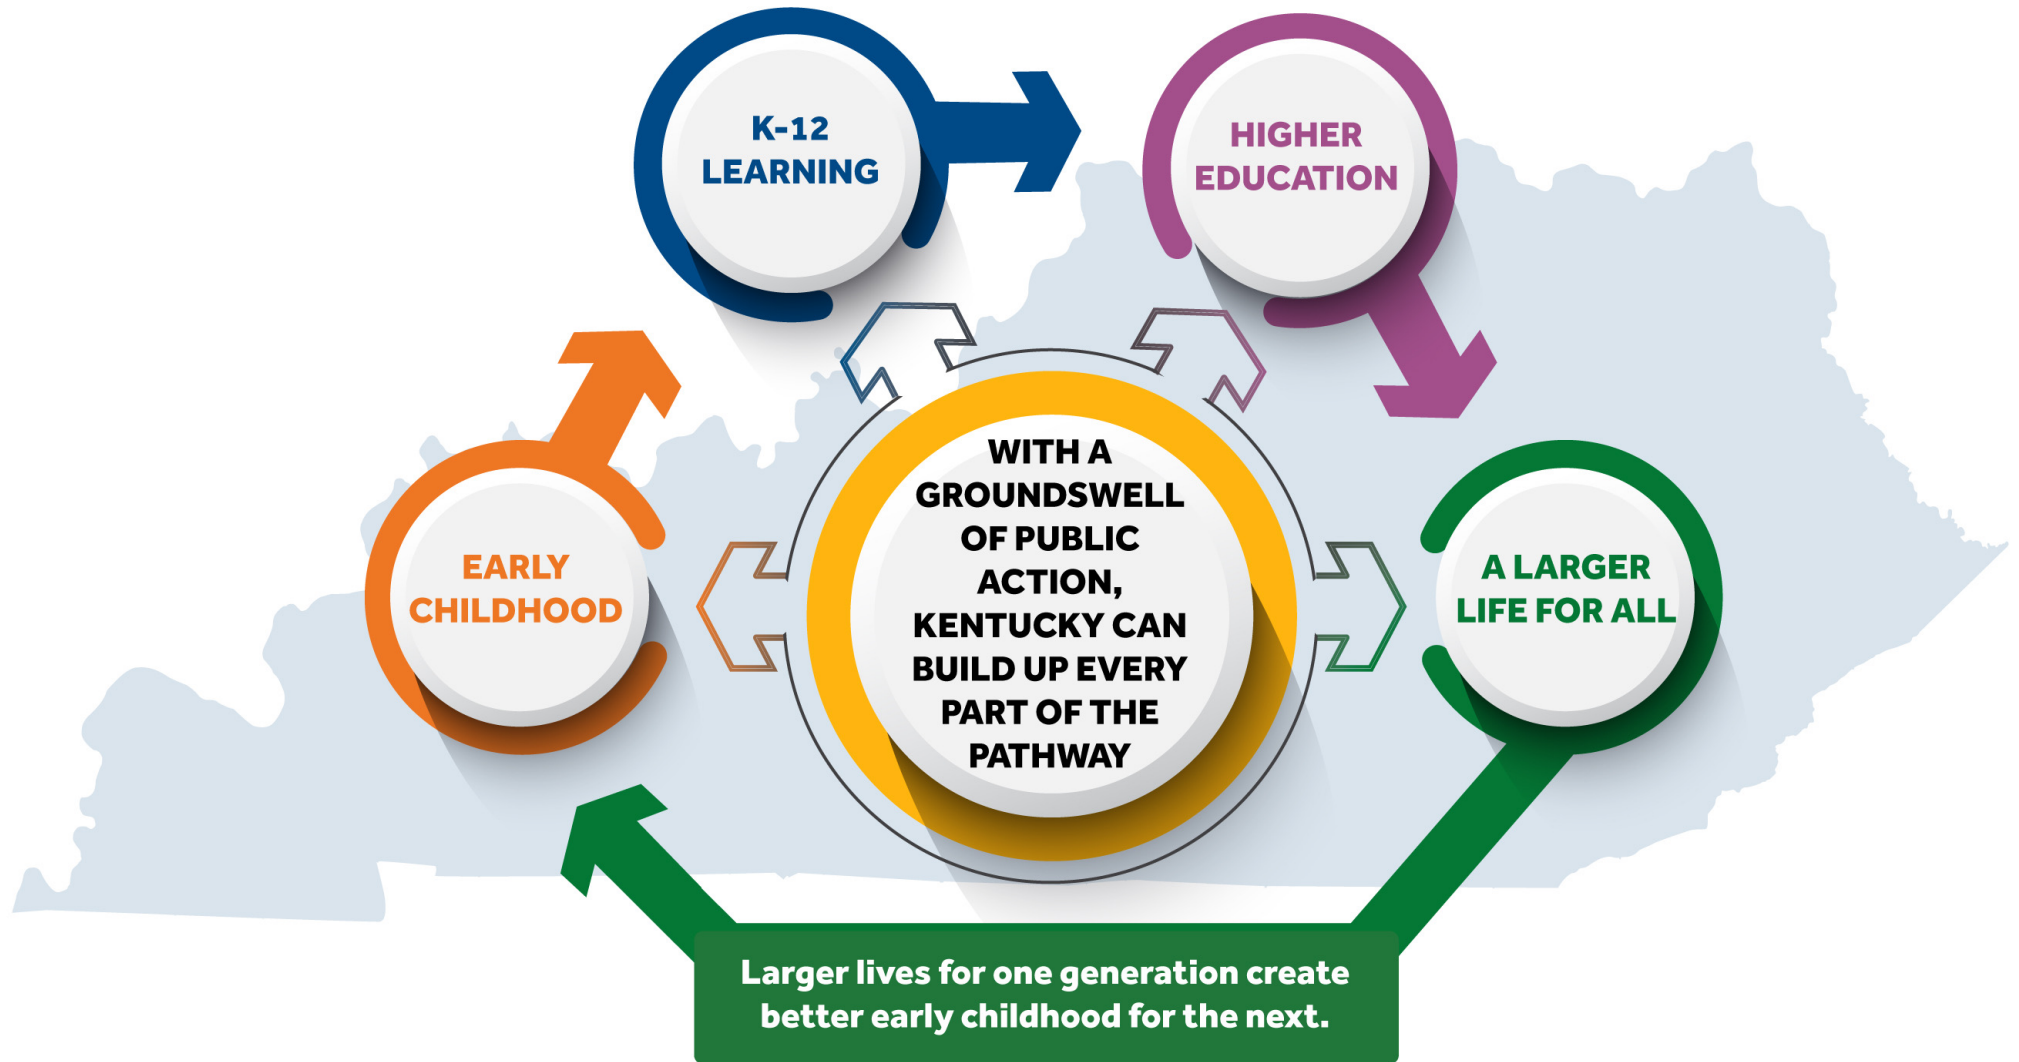 K-12
LEARNING
HIGHER
EDUCATION
EARLY
CHILDHOOD
WITH A
GROUNDSWELL
OF PUBLIC
ACTION,
KENTUCKY CAN
BUILD UP EVERY
PART OF THE
PATHWAY
A LARGER
LIFE FOR ALL
Larger lives for one generation create
better early childhood for the next.